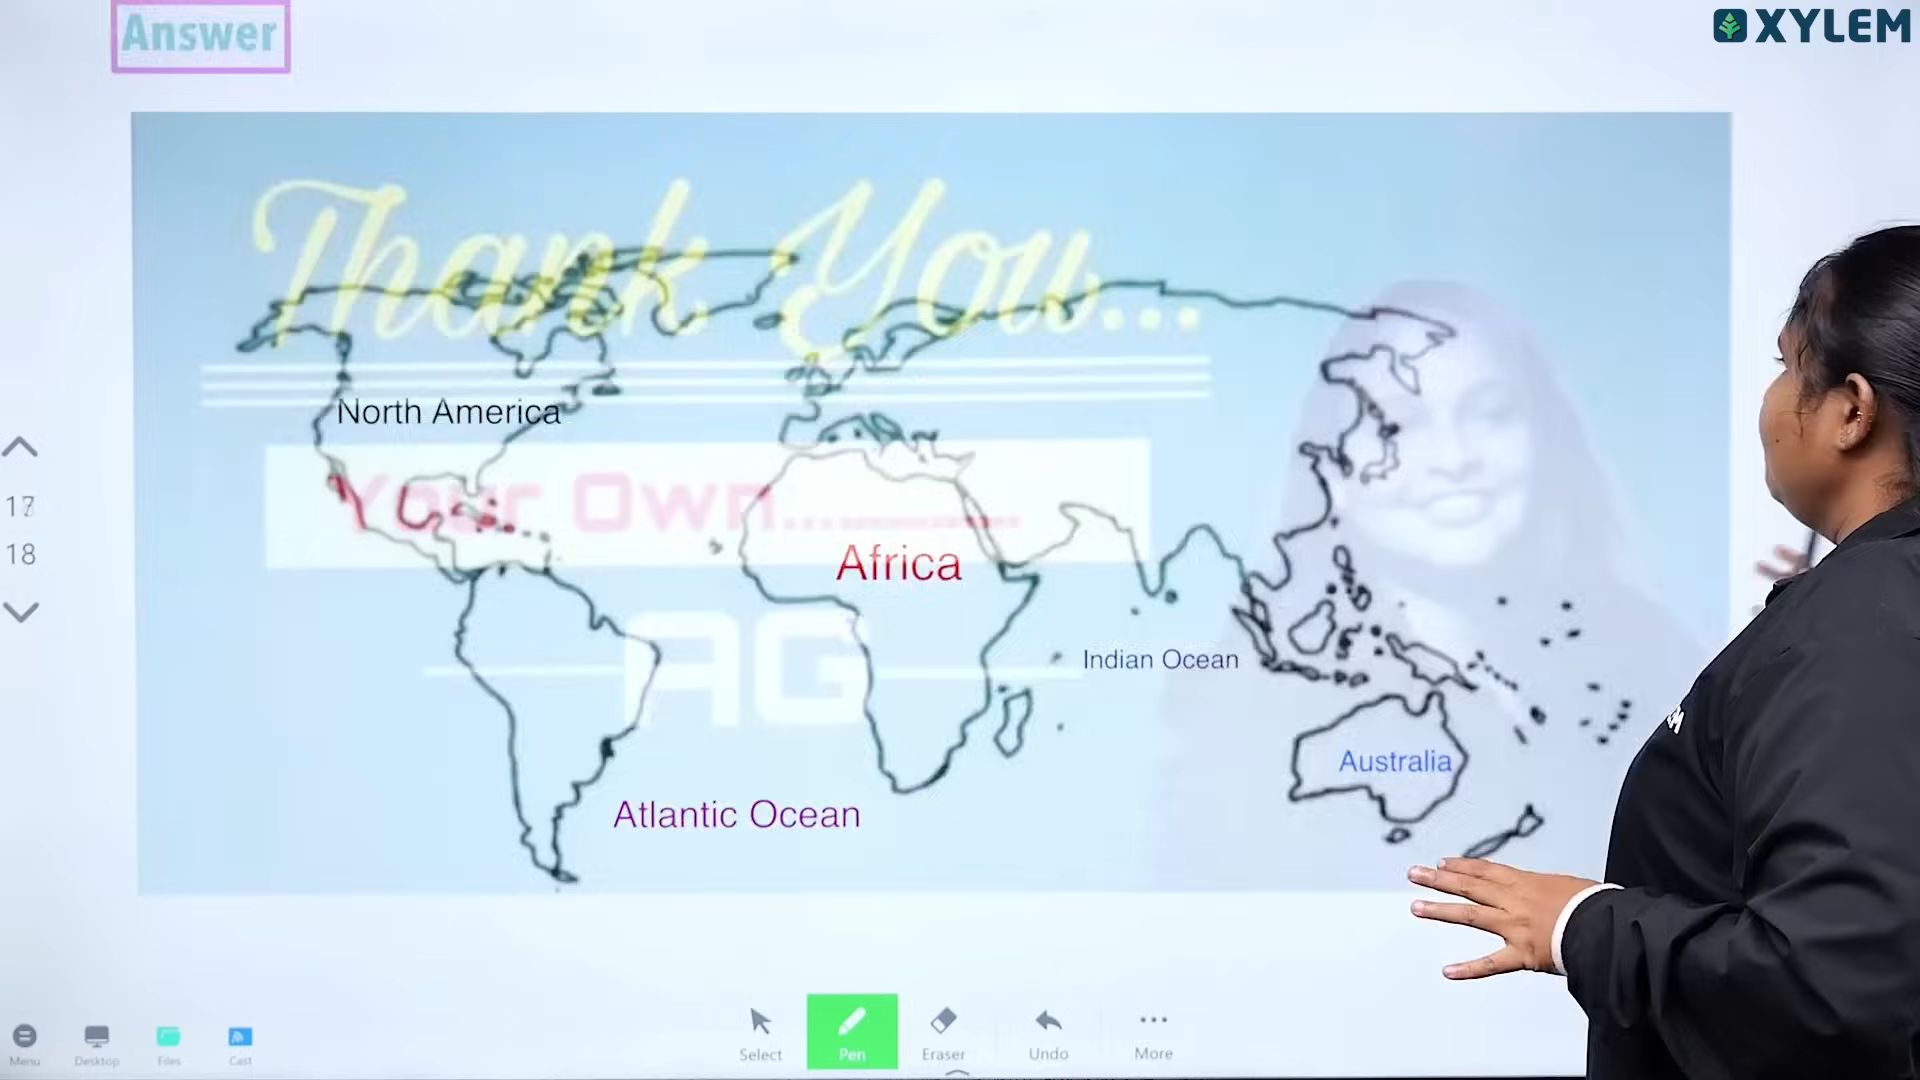 Answer
XYLEM
Thank You...
North America
Your Own............
17
Africa
18
AG
Indian Ocean
Australia
Atlantic Ocean
Menu
Desktop
Files
Cast
Select
Pen
Eraser
Undo
More